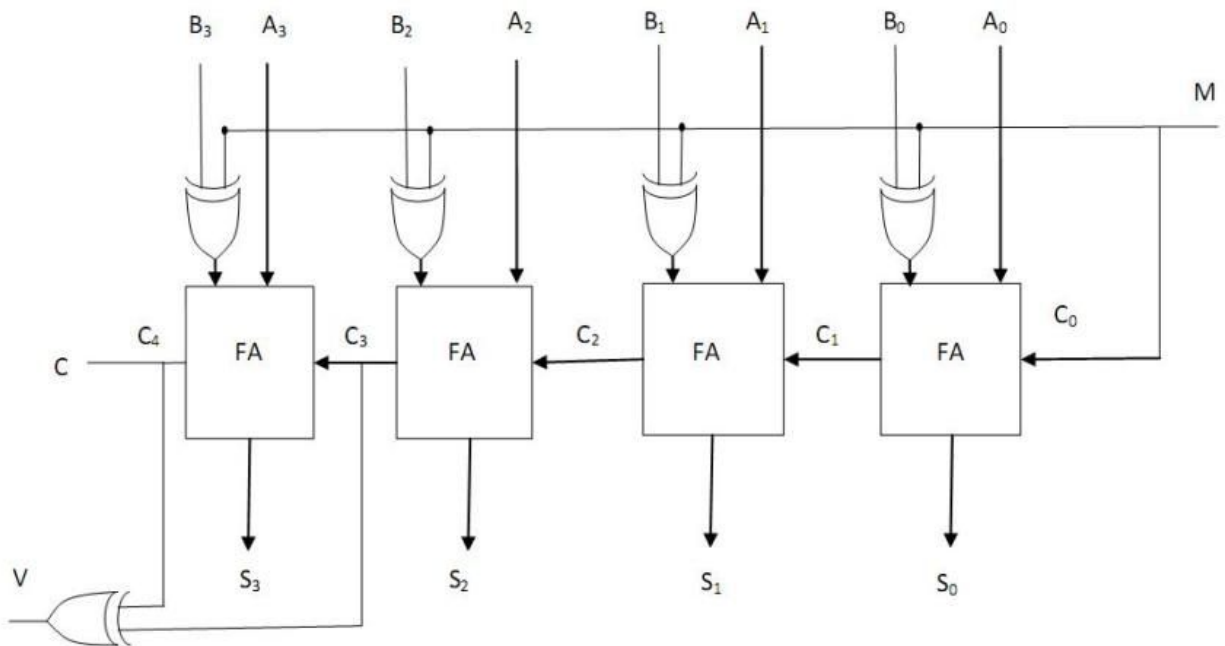 B₃ A₃ B₂ A₂ B₁ A₁ B₀ A₀
M
C₄ C₃ C₂ C₁ C₀
C FA FA FA FA
V S₃ S₂ S₁ S₀